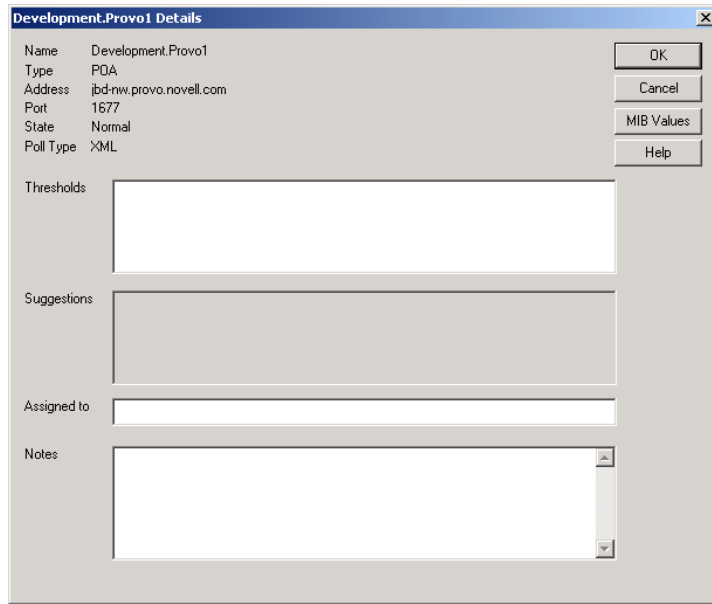 Development.Provo1 Details
Name Development.Provo1
Type POA
Address jbd-nw.provo.novell.com
Port 1677
State Normal
Poll Type XML
OK
Cancel
MIB Values
Help
Thresholds
Suggestions
Assigned to
Notes